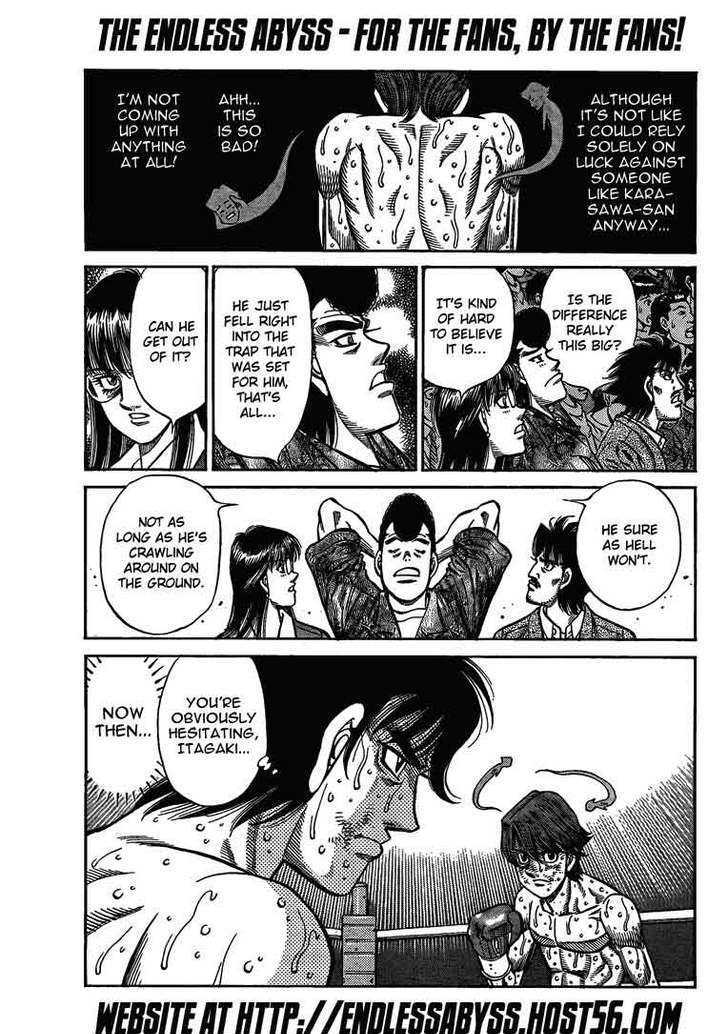 THE ENDLESS ABYSS - FOR THE FANS, BY THE FANS!
ALTHOUGH
IT'S NOT LIKE
I COULD RELY
SOLELY ON
LUCK AGAINST
SOMEONE
LIKE KARA-
SAWA-SAN
ANYWAY...
AHH...
THIS
IS SO
BAD!
I'M NOT
COMING
UP WITH
ANYTHING
AT ALL!
IS THE
DIFFERENCE
REALLY
THIS BIG?
IT'S KIND
OF HARD
TO BELIEVE
IT IS...
HE JUST
FELL RIGHT
INTO THE
TRAP THAT
WAS SET
FOR HIM,
THAT'S
ALL...
CAN HE
GET OUT
OF IT?
HE SURE
AS HELL
WON'T.
NOT AS
LONG AS HE'S
CRAWLING
AROUND ON
THE GROUND.
YOU'RE
OBVIOUSLY
HESITATING,
ITAGAKI...
NOW
THEN...
WEBSITE AT HTTP://ENDLESSABYSS.HOST56.COM